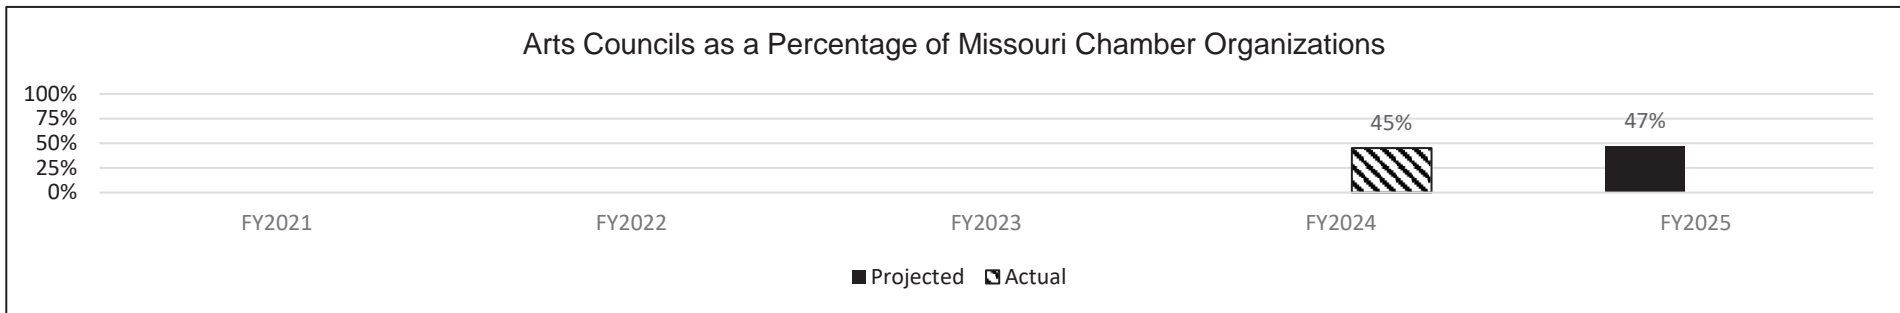 Arts Councils as a Percentage of Missouri Chamber Organizations
100%
75%
50%
25%
0%
45%
47%
FY2021 FY2022 FY2023 FY2024 FY2025
Projected Actual